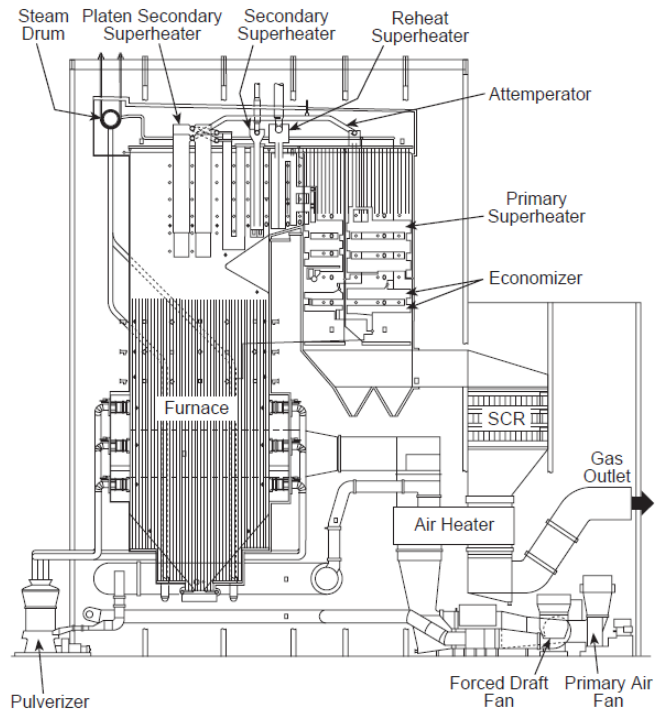 Steam
Drum
Platen Secondary
Superheater
Secondary
Superheater
Reheat
Superheater
Attemperator
Primary
Superheater
Economizer
Furnace
SCR
Gas
Outlet
Air Heater
Pulverizer
Forced Draft
Fan
Primary Air
Fan